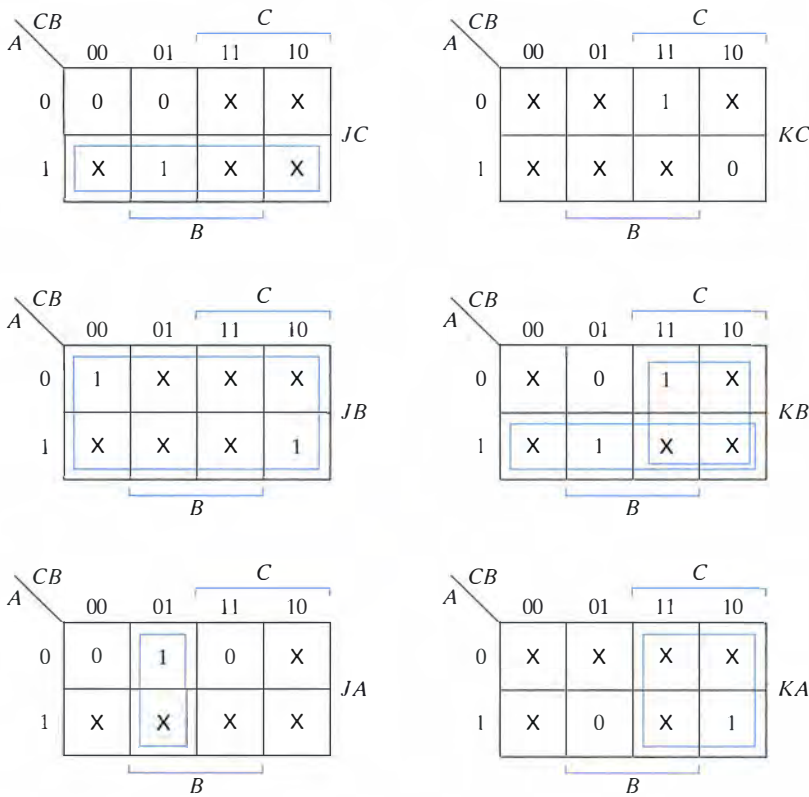 CB C CB C
A 00 01 11 10 A 00 01 11 10
0 0 0 X X 0 X X 1 X
JC KC
1 X 1 X X 1 X X X 0
B B
CB C CB C
A 00 01 11 10 A 00 01 11 10
0 1 X X X 0 X 0 1 X
JB KB
1 X X X 1 1 X 1 X X
B B
CB C CB C
A 00 01 11 10 A 00 01 11 10
0 0 1 0 X 0 X X X X
JA KA
1 X X X X 1 X 0 X 1
B B